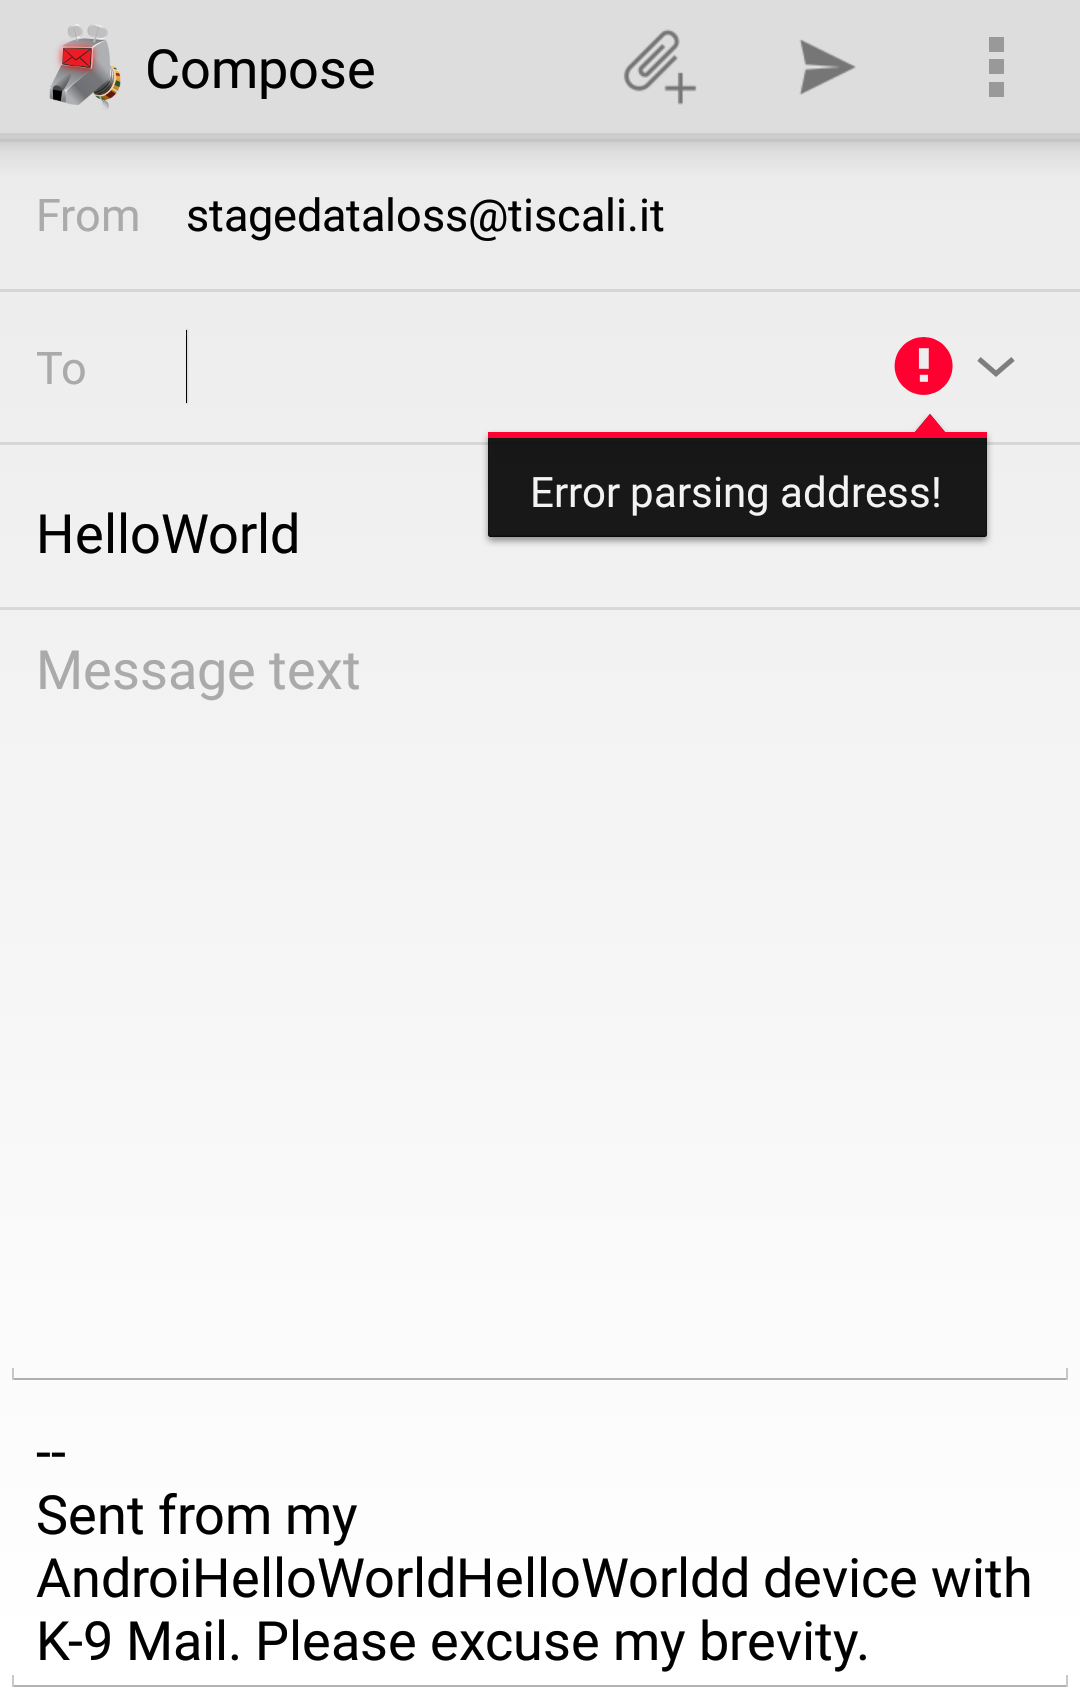 Compose
From stagedataloss@tiscali.it
To
Error parsing address!
HelloWorld
Message text
--
Sent from my
AndroiHelloWorldHelloWorldd device with
K-9 Mail. Please excuse my brevity.